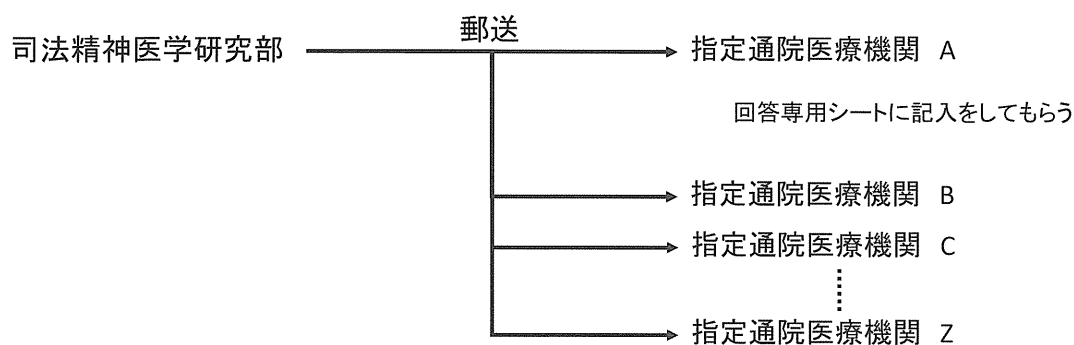 郵送
司法精神医学研究部
指定通院医療機関 A
回答専用シートに記入をしてもらう
指定通院医療機関 B
指定通院医療機関 C
指定通院医療機関 Z